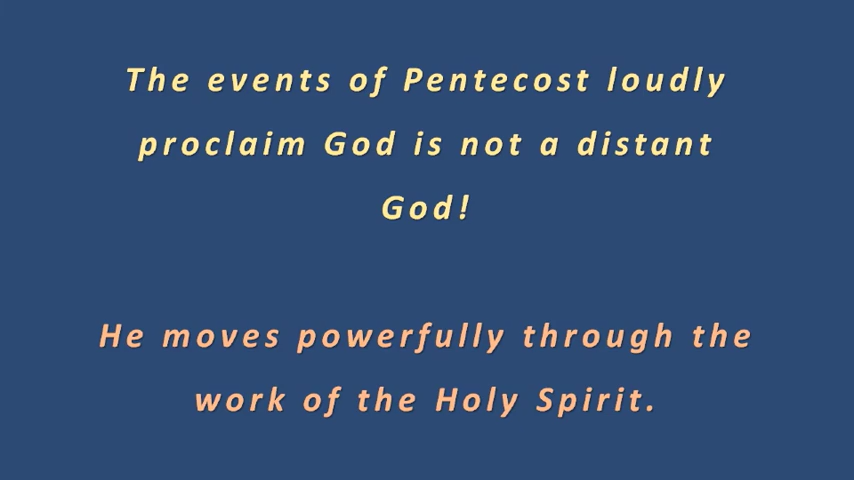 The events of Pentecost loudly
proclaim God is not a distant
God!
He moves powerfully through the
work of the Holy Spirit.